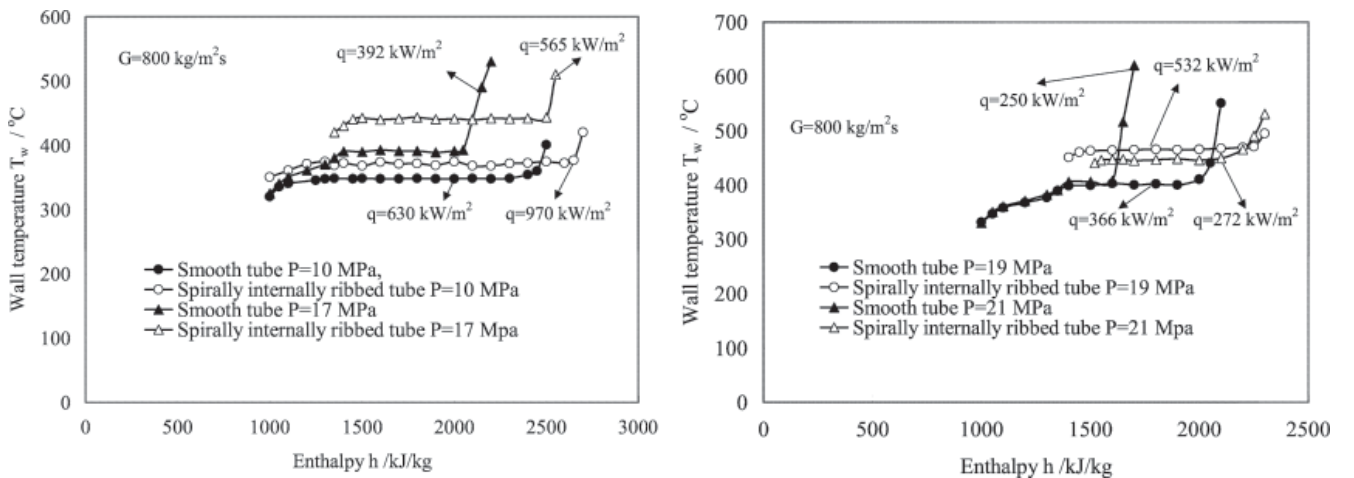 600
500
400
300
200
100
0
Wall temperature T_w / °C
G=800 kg/m²s
q=392 kW/m²
q=565 kW/m²
q=630 kW/m²
q=970 kW/m²
Smooth tube P=10 MPa,
Spirally internally ribbed tube P=10 MPa
Smooth tube P=17 MPa
Spirally internally ribbed tube P=17 Mpa
0 500 1000 1500 2000 2500 3000
Enthalpy h /kJ/kg
700
600
500
400
300
200
100
0
Wall temperature T_w / °C
G=800 kg/m²s
q=532 kW/m²
q=250 kW/m²
q=366 kW/m²
q=272 kW/m²
Smooth tube P=19 MPa
Spirally internally ribbed tube P=19 MPa
Smooth tube P=21 MPa
Spirally internally ribbed tube P=21 Mpa
0 500 1000 1500 2000 2500
Enthalpy h /kJ/kg